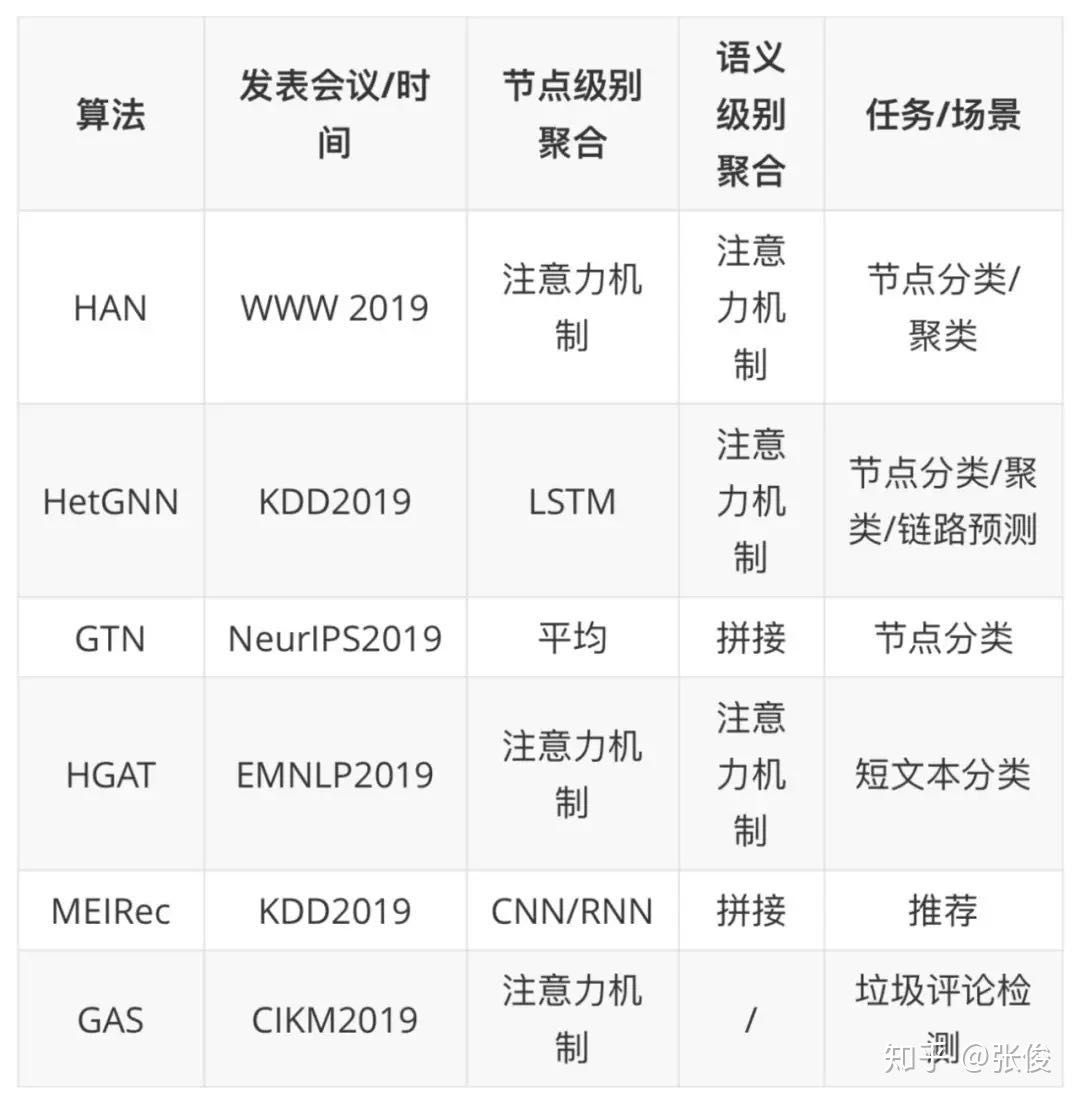 算法
发表会议/时
间
节点级别
聚合
语义
级别
聚合
任务/场景
HAN
WWW 2019
注意力机
制
注意
力机
制
节点分类/
聚类
HetGNN
KDD2019
LSTM
注意
力机
制
节点分类/聚
类/链路预测
GTN
NeurIPS2019
平均
拼接
节点分类
HGAT
EMNLP2019
注意力机
制
注意
力机
制
短文本分类
MEIRec
KDD2019
CNN/RNN
拼接
推荐
GAS
CIKM2019
注意力机
制
/
垃圾评论检
测
知乎 @张俊